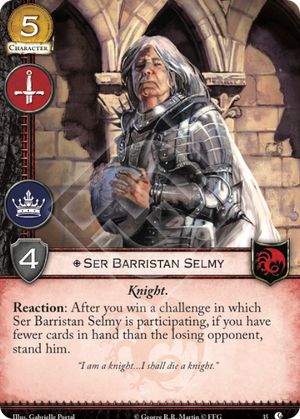 5
CHARACTER
4
SER BARRISTAN SELMY
Knight.
Reaction: After you win a challenge in which
Ser Barristan Selmy is participating, if you have
fewer cards in hand than the losing opponent,
stand him.
"I am a knight...I shall die a knight."
Illus. Gabrielle Portal
© George R.R. Martin © FFG